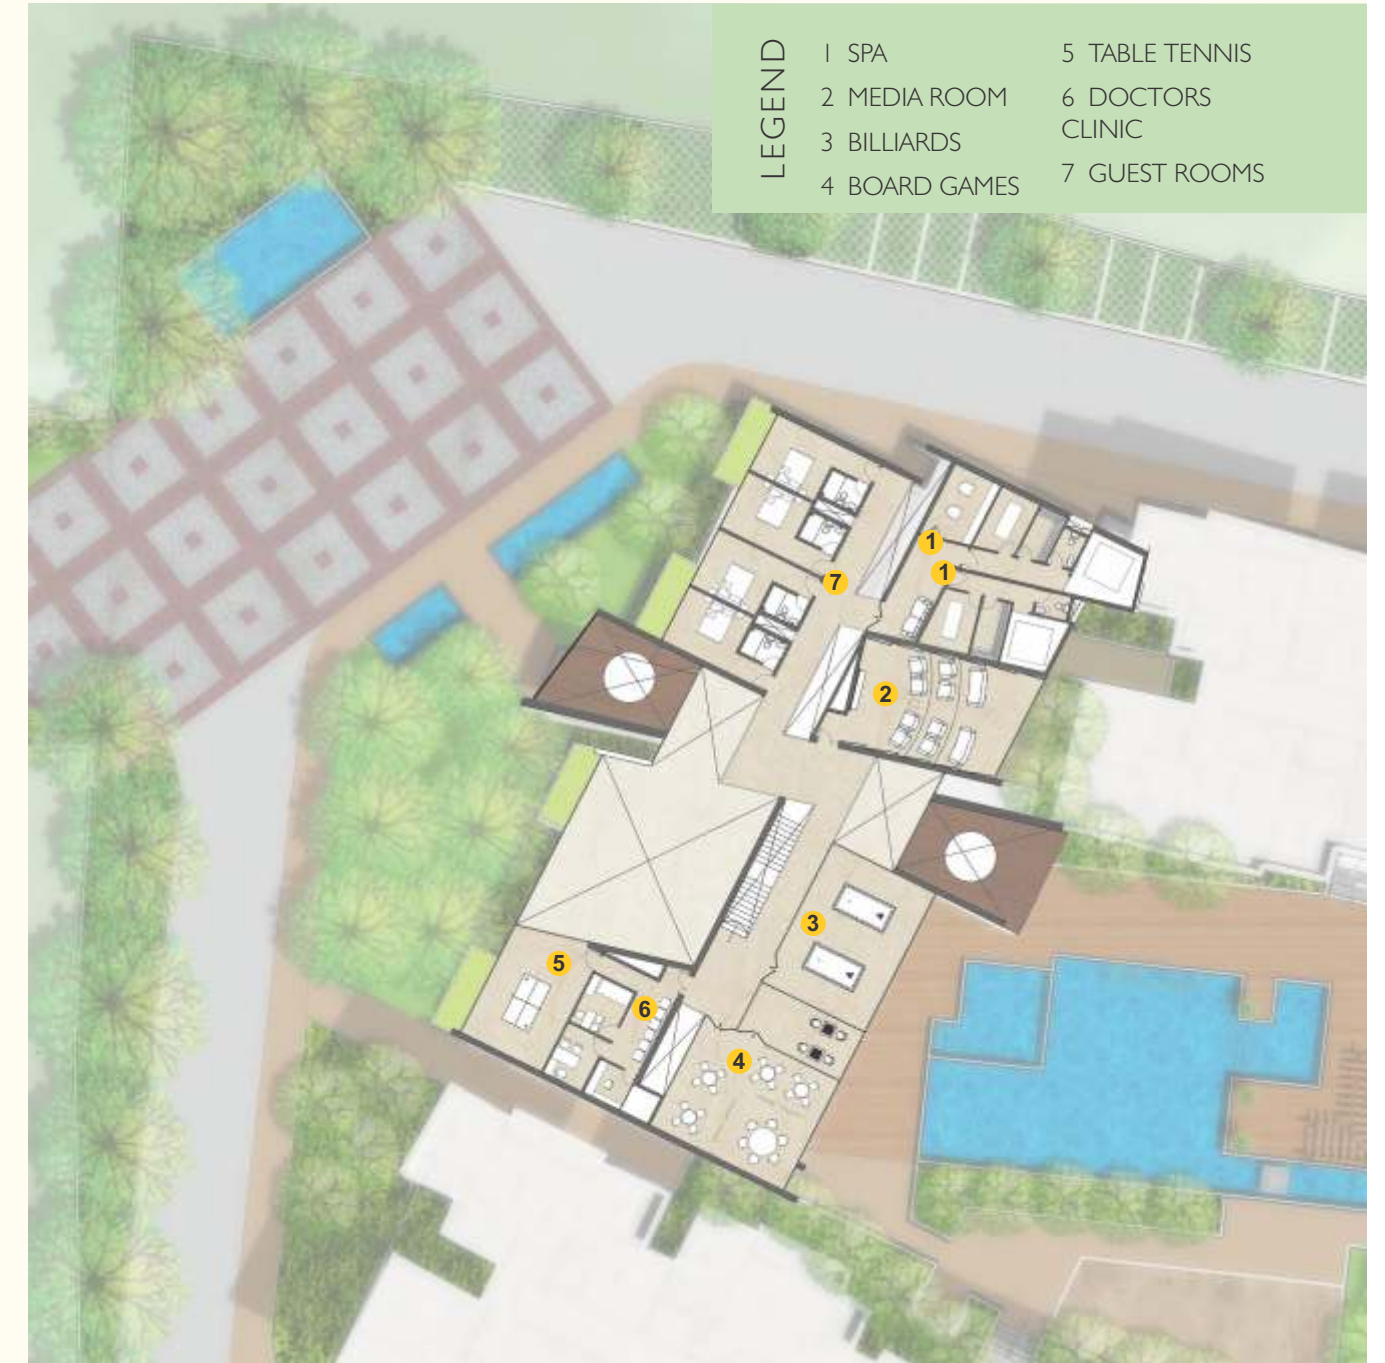 LEGEND
1 SPA
2 MEDIA ROOM
3 BILLIARDS
4 BOARD GAMES
5 TABLE TENNIS
6 DOCTORS
CLINIC
7 GUEST ROOMS
1
1
7
2
3
5
6
4